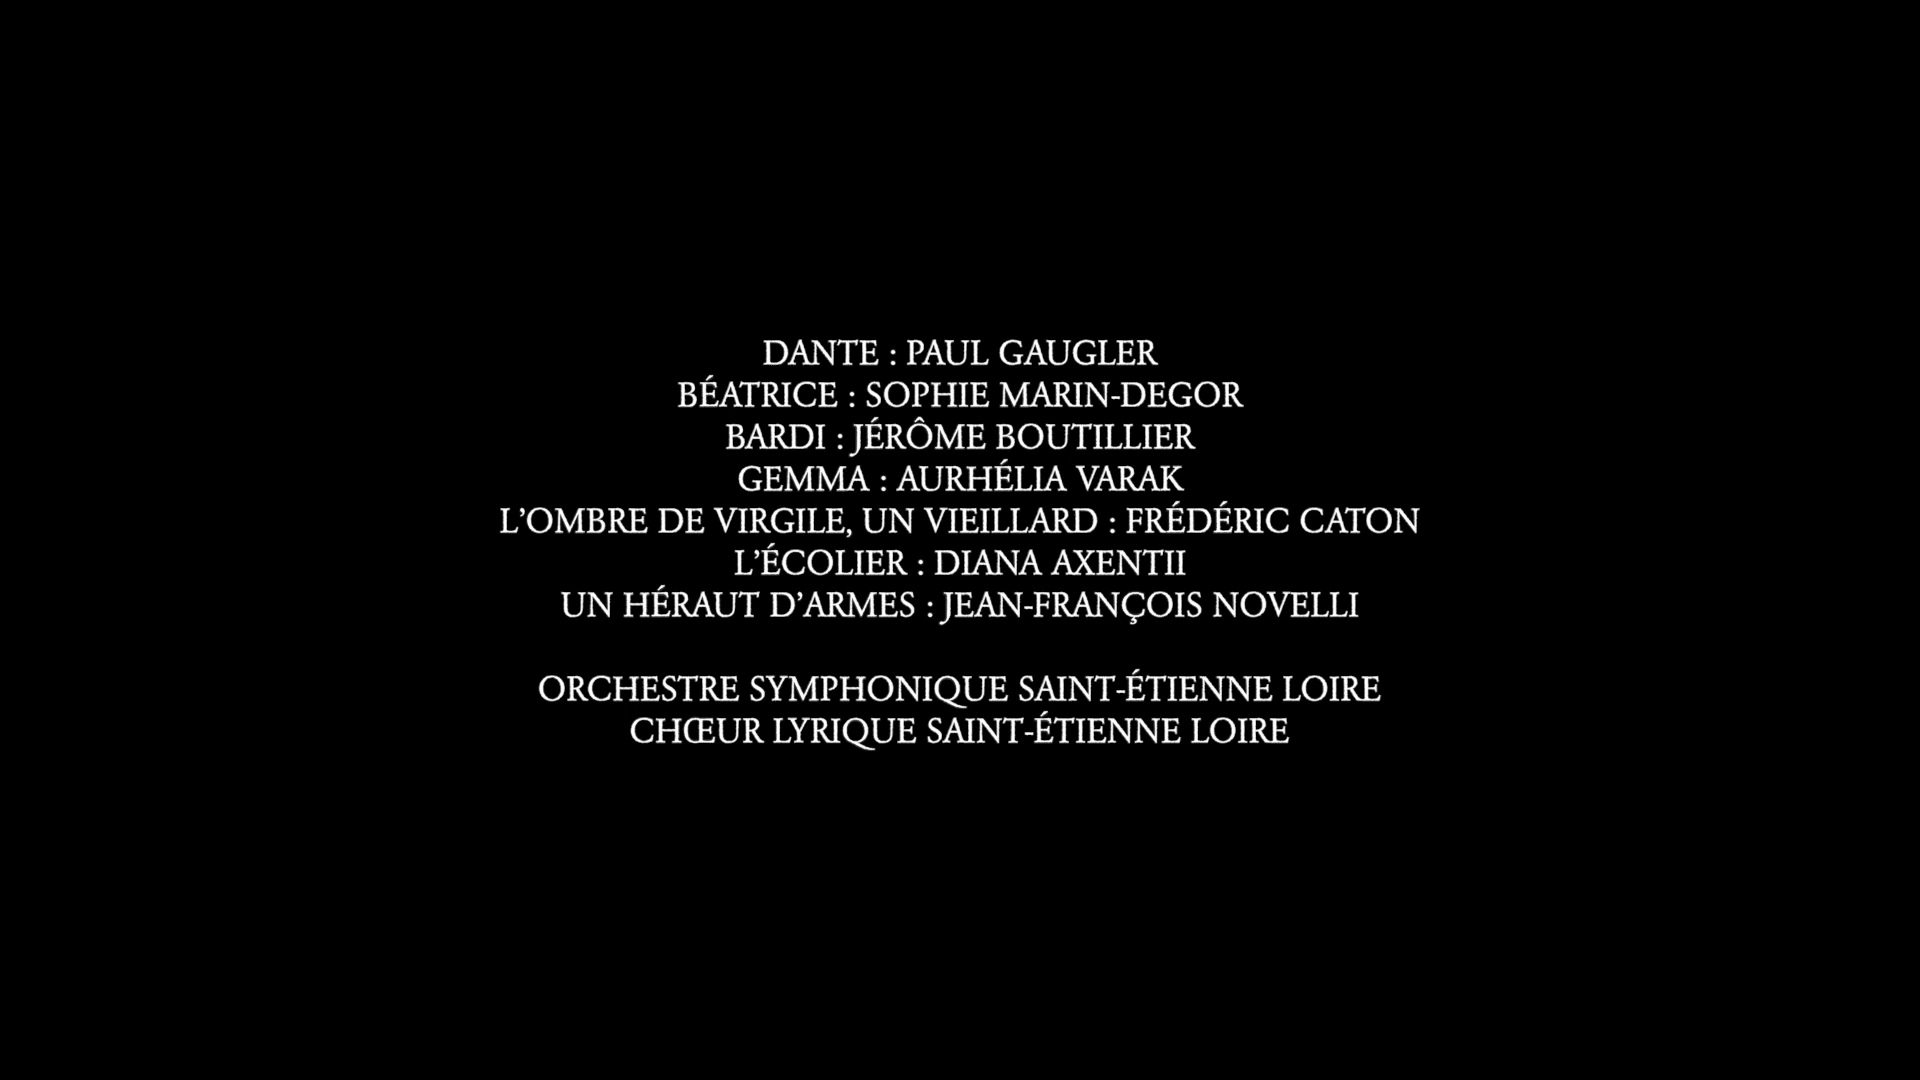 DANTE : PAUL GAUGLER
BÉATRICE : SOPHIE MARIN-DEGOR
BARDI : JÉRÔME BOUTILLIER
GEMMA : AURHÉLIA VARAK
L’OMBRE DE VIRGILE, UN VIEILLARD : FRÉDÉRIC CATON
L’ÉCOLIER : DIANA AXENTII
UN HÉRAUT D’ARMES : JEAN-FRANÇOIS NOVELLI
ORCHESTRE SYMPHONIQUE SAINT-ÉTIENNE LOIRE
CHŒUR LYRIQUE SAINT-ÉTIENNE LOIRE